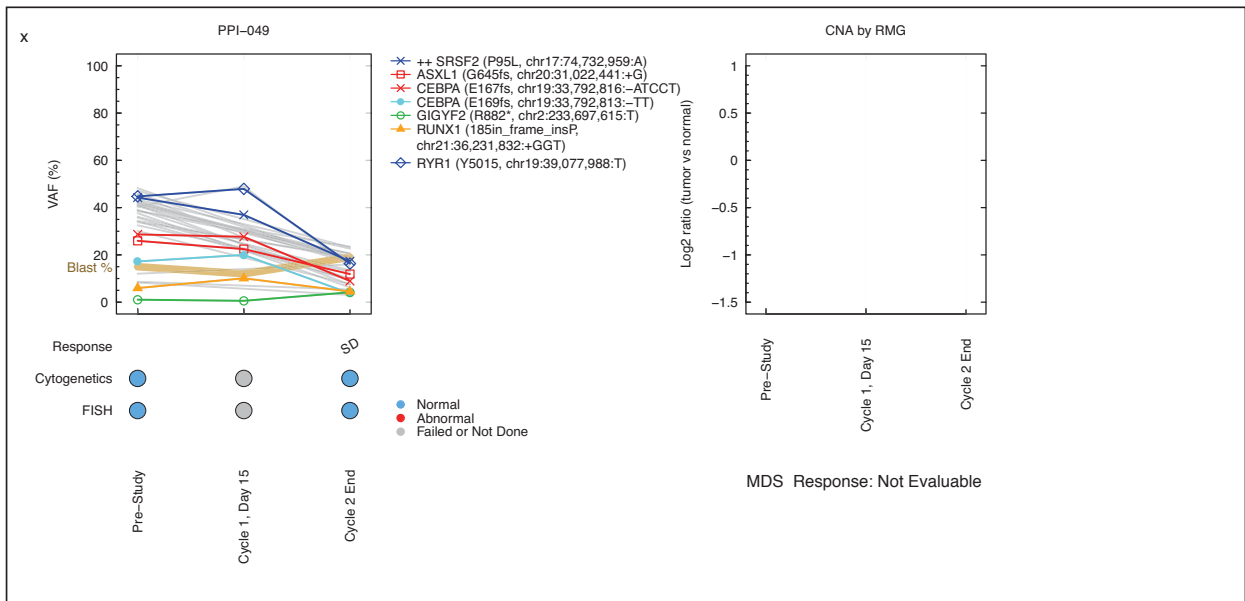 x
PPI−049
CNA by RMG
VAF (%)
100
80
60
40
20
0
Blast %
++ SRSF2 (P95L, chr17:74,732,959:A)
ASXL1 (G645fs, chr20:31,022,441:+G)
CEBPA (E167fs, chr19:33,792,816:−ATCCT)
CEBPA (E169fs, chr19:33,792,813:−TT)
GIGYF2 (R882*, chr2:233,697,615:T)
RUNX1 (185in_frame_insP,
chr21:36,231,832:+GGT)
RYR1 (Y5015, chr19:39,077,988:T)
Log2 ratio (tumor vs normal)
1
0.5
0
−0.5
−1
−1.5
Response
SD
Cytogenetics
FISH
Normal
Abnormal
Failed or Not Done
Pre−Study
Cycle 1, Day 15
Cycle 2 End
Pre−Study
Cycle 1, Day 15
Cycle 2 End
MDS Response: Not Evaluable